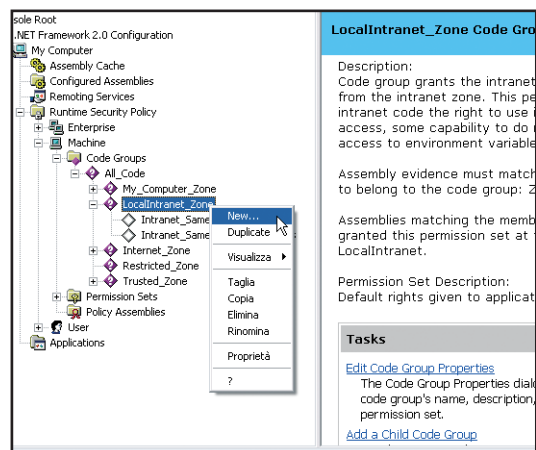 sole Root
.NET Framework 2.0 Configuration
My Computer
Assembly Cache
Configured Assemblies
Remoting Services
Runtime Security Policy
Enterprise
Machine
Code Groups
All_Code
My_Computer_Zone
LocalIntranet_Zone
Intranet_Same
Intranet_Same
Internet_Zone
Restricted_Zone
Trusted_Zone
Permission Sets
Policy Assemblies
User
Applications
New...
Duplicate
Visualizza
Taglia
Copia
Elimina
Rinomina
Proprietà
?
LocalIntranet_Zone Code Gro
Description:
Code group grants the intranet
from the intranet zone. This pe
intranet code the right to use i
access, some capability to do
access to environment variable
Assembly evidence must match
to belong to the code group: Z
Assemblies matching the memb
granted this permission set at
LocalIntranet.
Permission Set Description:
Default rights given to applicat
Tasks
Edit Code Group Properties
The Code Group Properties dialo
code group's name, description,
permission set.
Add a Child Code Group